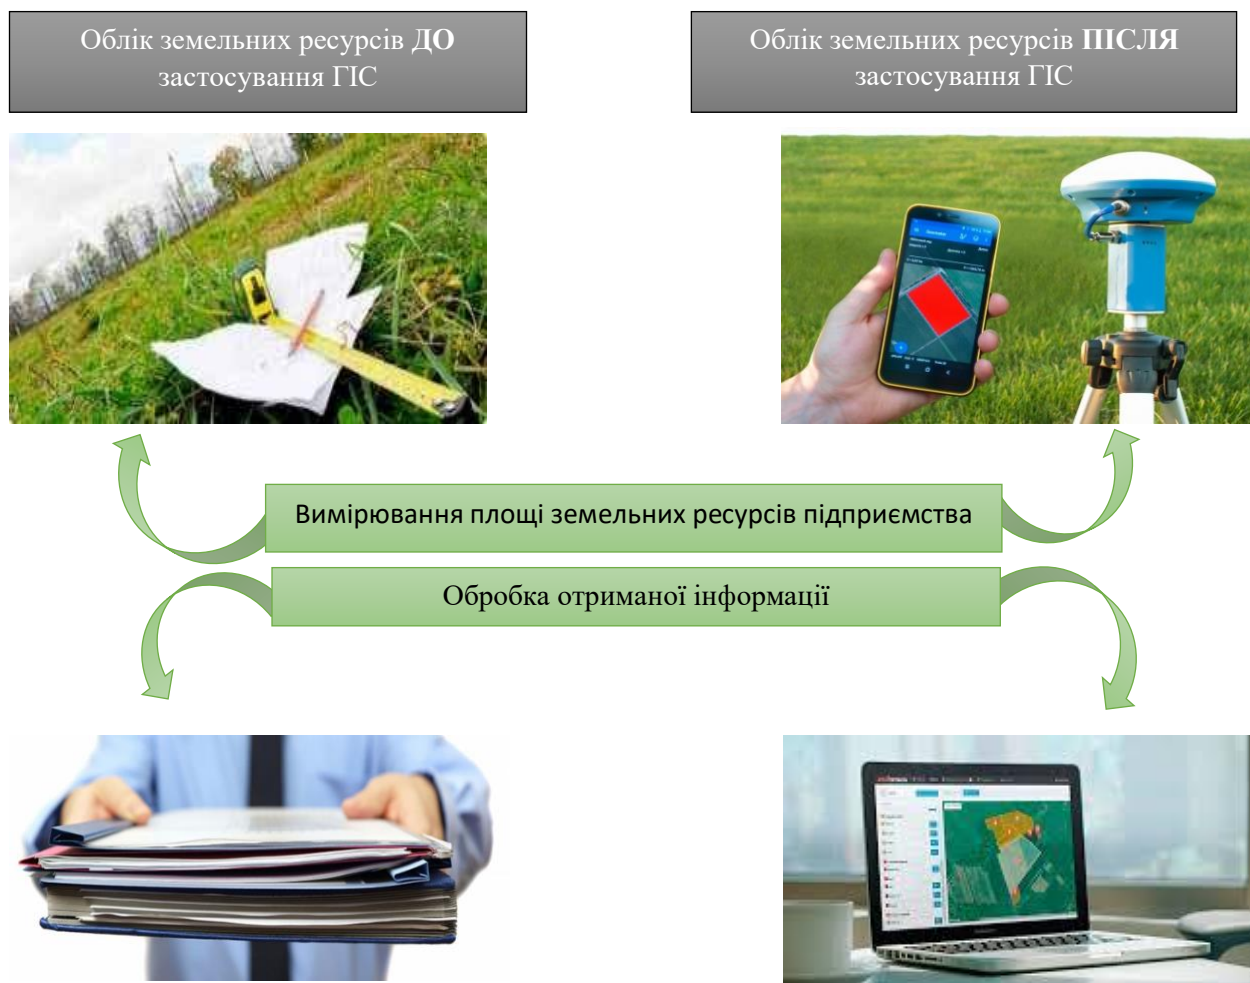 Облік земельних ресурсів ДО
застосування ГІС
Облік земельних ресурсів ПІСЛЯ
застосування ГІС
Вимірювання площі земельних ресурсів підприємства
Обробка отриманої інформації